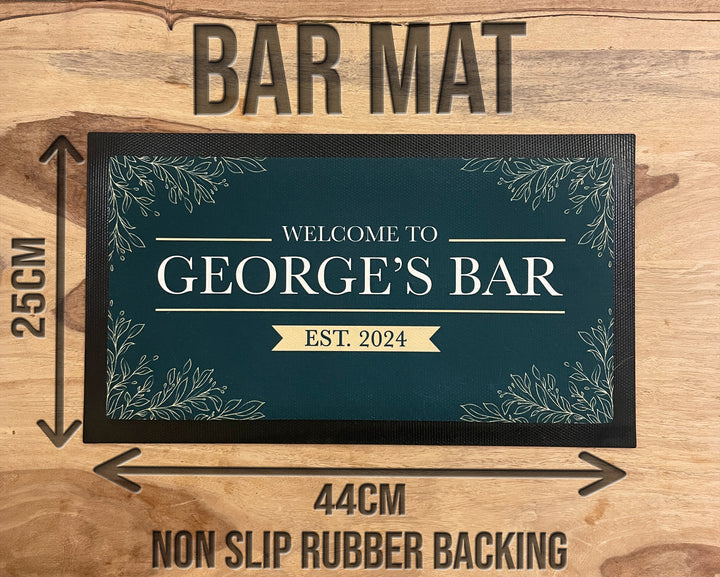 BAR MAT
25CM
WELCOME TO
GEORGE'S BAR
EST. 2024
44CM
NON SLIP RUBBER BACKING